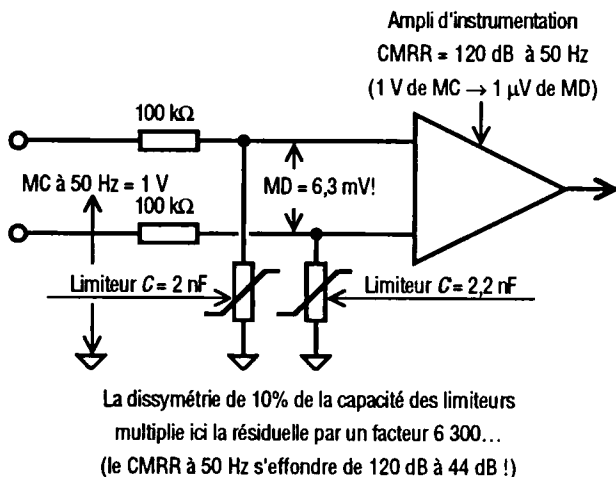 Ampli d'instrumentation
CMRR = 120 dB à 50 Hz
(1 V de MC → 1 µV de MD)
100 kΩ
MC à 50 Hz = 1 V
MD = 6,3 mV!
100 kΩ
Limiteur C = 2 nF
Limiteur C = 2,2 nF
La dissymétrie de 10% de la capacité des limiteurs
multiplie ici la résiduelle par un facteur 6 300...
(le CMRR à 50 Hz s'effondre de 120 dB à 44 dB !)